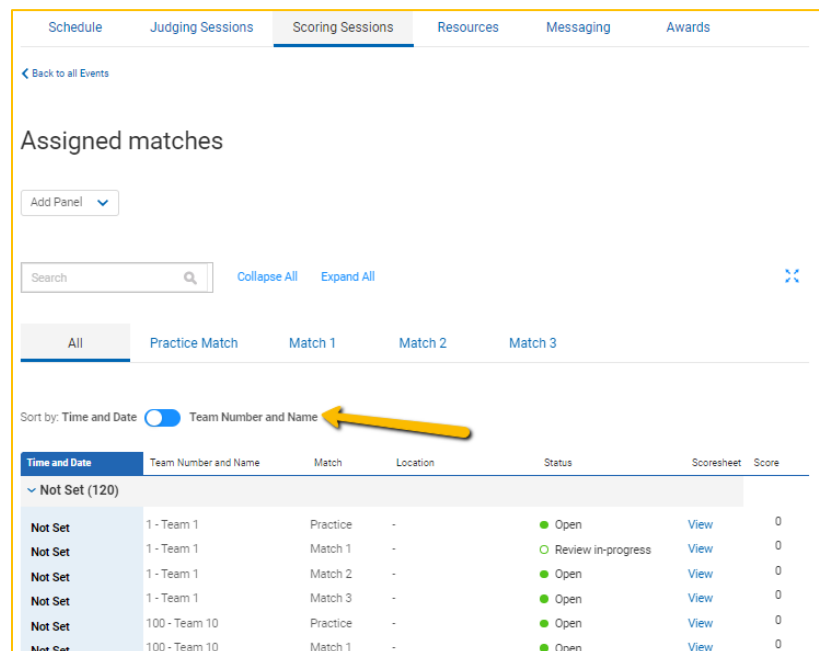 Schedule Judging Sessions Scoring Sessions Resources Messaging Awards
Back to all Events
Assigned matches
Add Panel
Search Collapse All Expand All
All Practice Match Match 1 Match 2 Match 3
Sort by: Time and Date Team Number and Name
Time and Date Team Number and Name Match Location Status Scoresheet Score
Not Set (120)
Not Set 1 - Team 1 Practice - Open View 0
Not Set 1 - Team 1 Match 1 - Review in-progress View 0
Not Set 1 - Team 1 Match 2 - Open View 0
Not Set 1 - Team 1 Match 3 - Open View 0
Not Set 100 - Team 10 Practice - Open View 0
Not Set 100 - Team 10 Match 1 - Open View 0